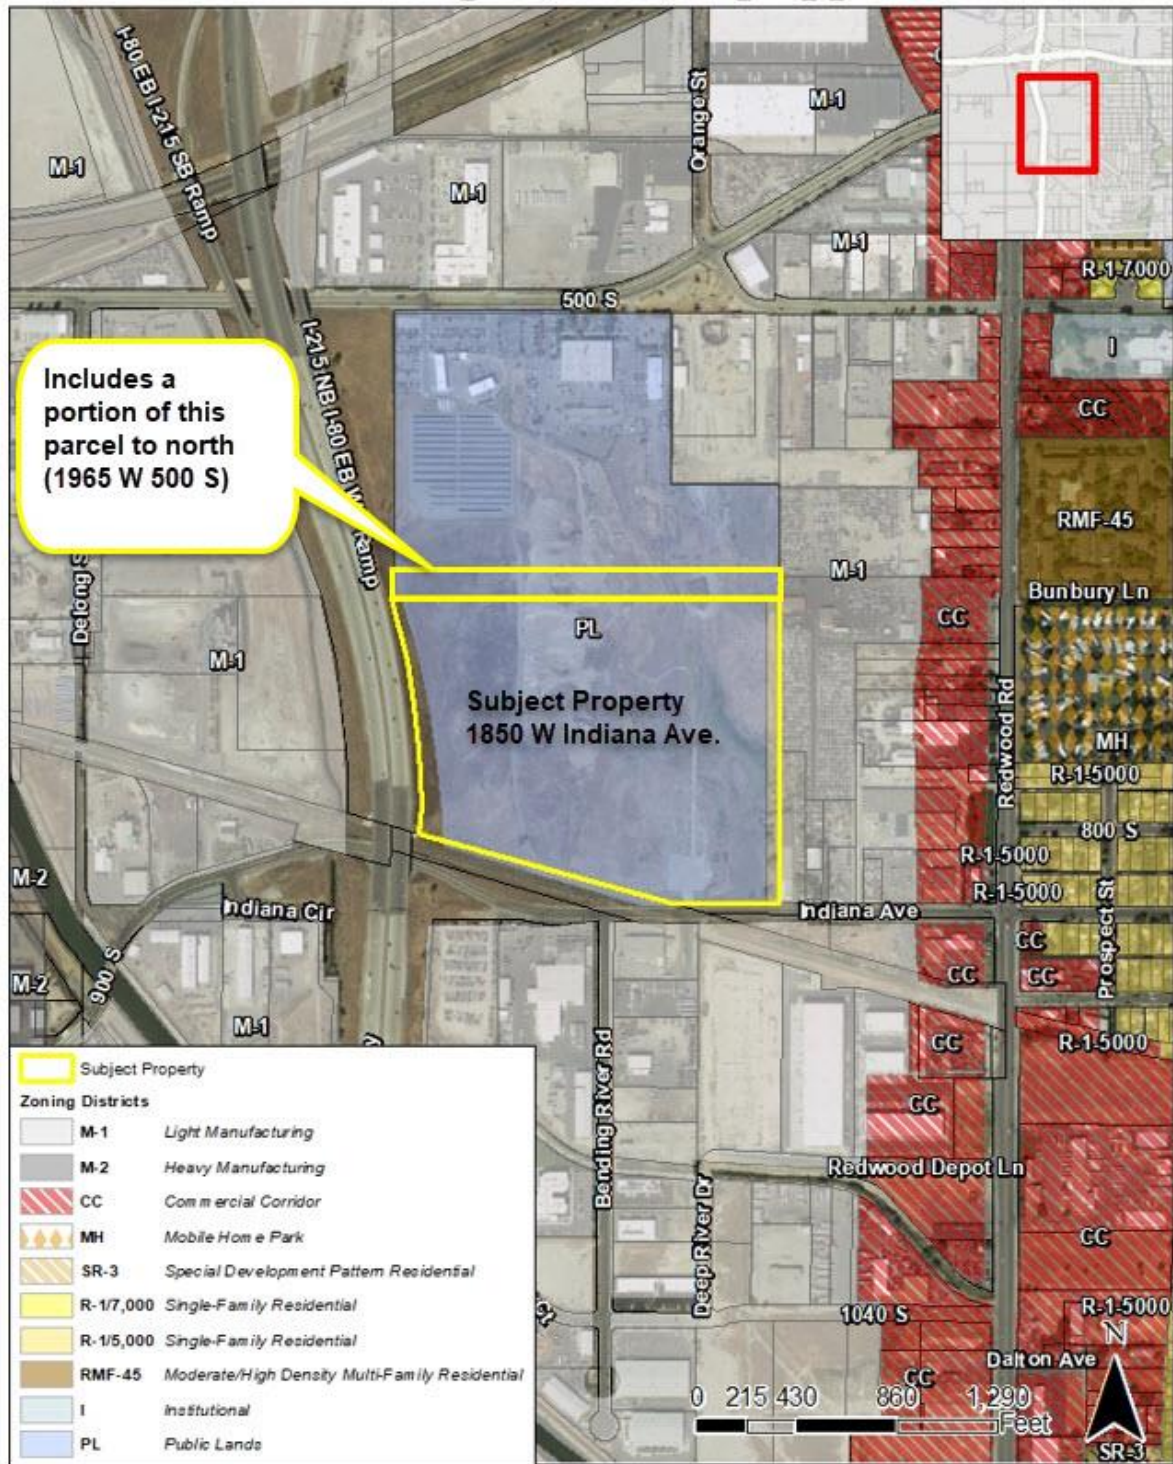 I-80 EB I-215 SB Ramp
Orange St
M-1
M-1
M-1
M-1
R-1-7000
500 S
I
I-215 NB I-80 EB W
Ramp
Includes a
portion of this
parcel to north
(1965 W 500 S)
CC
RMF-45
M-1
Bunbury Ln
Delong S
CC
PL
M-1
Subject Property
1850 W Indiana Ave.
Redwood Rd
MH
R-1-5000
800 S
R-1-5000
M-2
R-1-5000
Indiana Cir
Indiana Ave
Prospect St
CC
CC
CC
M-2
900 S
M-1
CC
R-1-5000
Bending River Rd
CC
Redwood Depot Ln
Deep River Dr
CC
1040 S
R-1-5000
Dalton Ave
CC
N
SR-3
0 215 430 860 1,290
Feet
Subject Property
Zoning Districts
M-1 Light Manufacturing
M-2 Heavy Manufacturing
CC Commercial Corridor
MH Mobile Home Park
SR-3 Special Development Pattern Residential
R-1/7,000 Single-Family Residential
R-1/5,000 Single-Family Residential
RMF-45 Moderate/High Density Multi-Family Residential
I Institutional
PL Public Lands